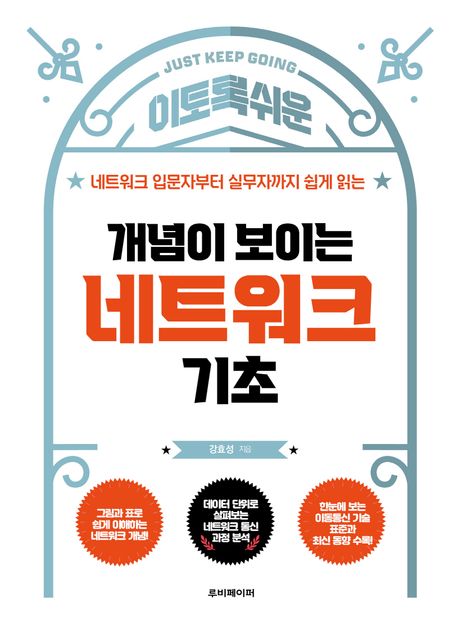 JUST KEEP GOING
이토록쉬운
네트워크 입문자부터 실무자까지 쉽게 읽는
개념이 보이는
네트워크
기초
강효성 지음
그림과 표로
쉽게 이해하는
네트워크 개념!
데이터 단위로
살펴보는
네트워크 통신
과정 분석
한눈에 보는
이동통신 기술
표준과
최신 동향 수록!
루비페이퍼